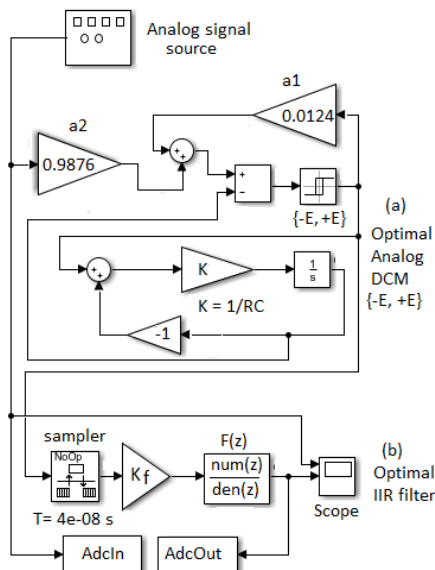 Analog signal
source
a1
0.0124
a2
0.9876
+
+
+
−
{-E, +E}
(a)
Optimal
Analog
DCM
{-E, +E}
+
+
K
1
s
K = 1/RC
-1
sampler
NoOp
T= 4e-08 s
Kf
F(z)
num(z)
den(z)
(b)
Optimal
IIR filter
Scope
AdcIn
AdcOut